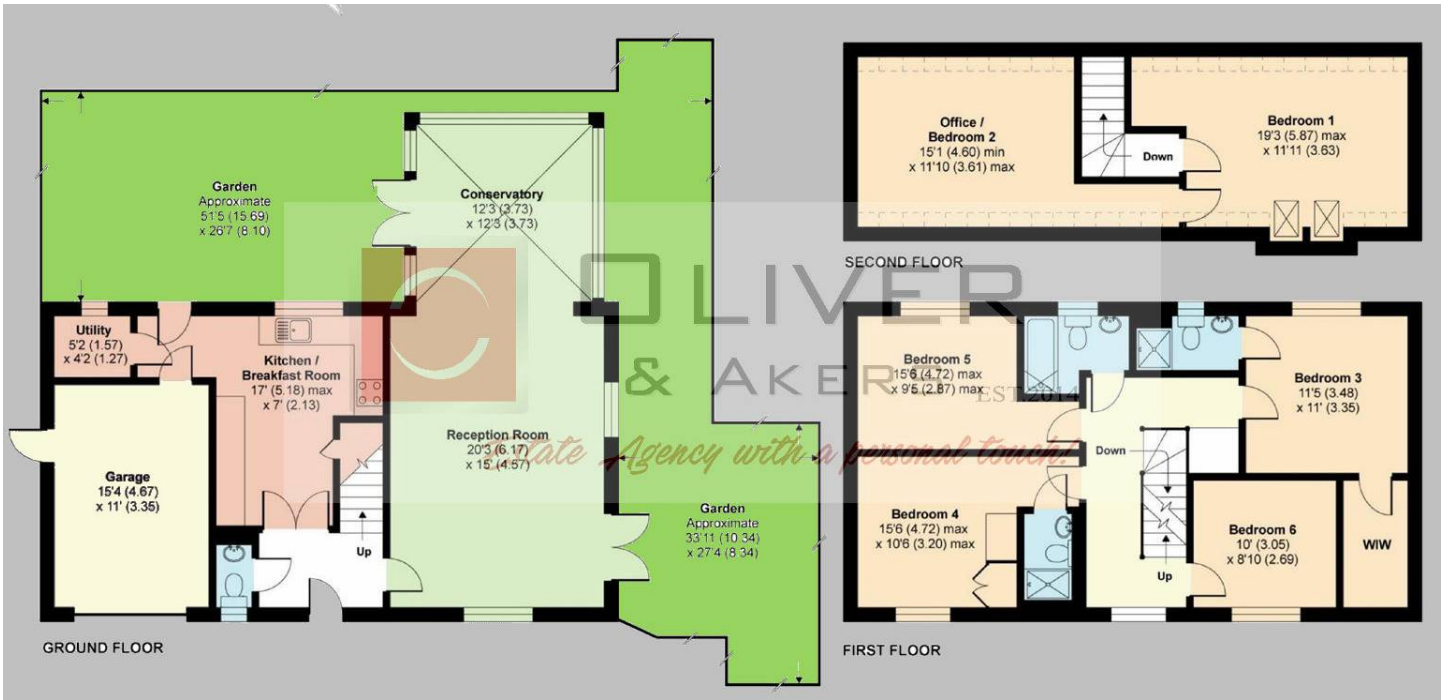 Garden
Approximate
51'5 (15.69)
x 26'7 (8.10)
Conservatory
12'3 (3.73)
x 12'3 (3.73)
Utility
5'2 (1.57)
x 4'2 (1.27)
Kitchen /
Breakfast Room
17' (5.18) max
x 7' (2.13)
Garage
15'4 (4.67)
x 11' (3.35)
Reception Room
20'3 (6.17)
x 15' (4.57)
Up
Garden
Approximate
33'11 (10.34)
x 27'4 (8.34)
GROUND FLOOR
Office /
Bedroom 2
15'1 (4.60) min
x 11'10 (3.61) max
Down
Bedroom 1
19'3 (5.87) max
x 11'11 (3.63)
SECOND FLOOR
Bedroom 5
15'6 (4.72) max
x 9'5 (2.87) max
Bedroom 3
11'5 (3.48)
x 11' (3.35)
Down
Bedroom 4
15'6 (4.72) max
x 10'6 (3.20) max
Bedroom 6
10' (3.05)
x 8'10 (2.69)
WIW
Up
FIRST FLOOR
OLIVER
& AKERS
EST 2014
Estate Agency with a personal touch!